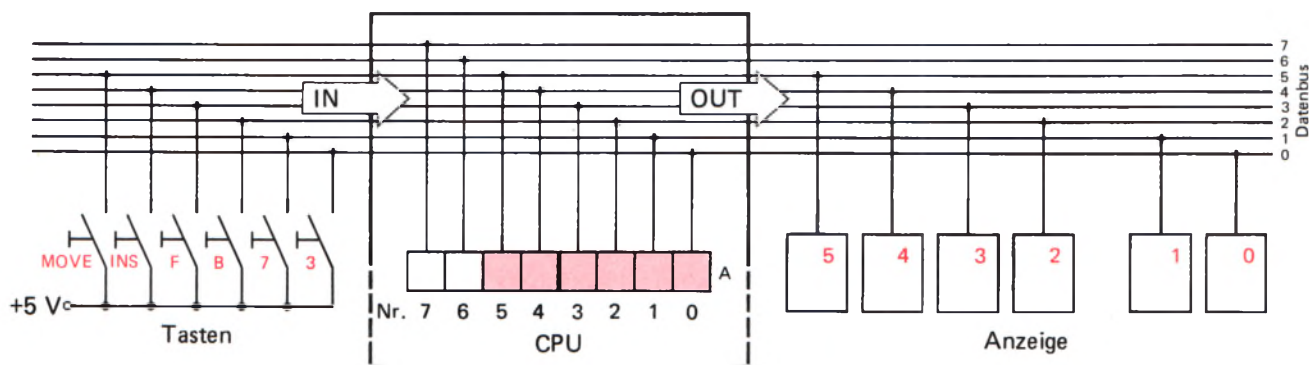 7
6
5
4
3
2
1
0
Datenbus
IN
OUT
MOVE INS F B 7 3
5 4 3 2 1 0
A
+5 V
Nr. 7 6 5 4 3 2 1 0
Tasten
CPU
Anzeige